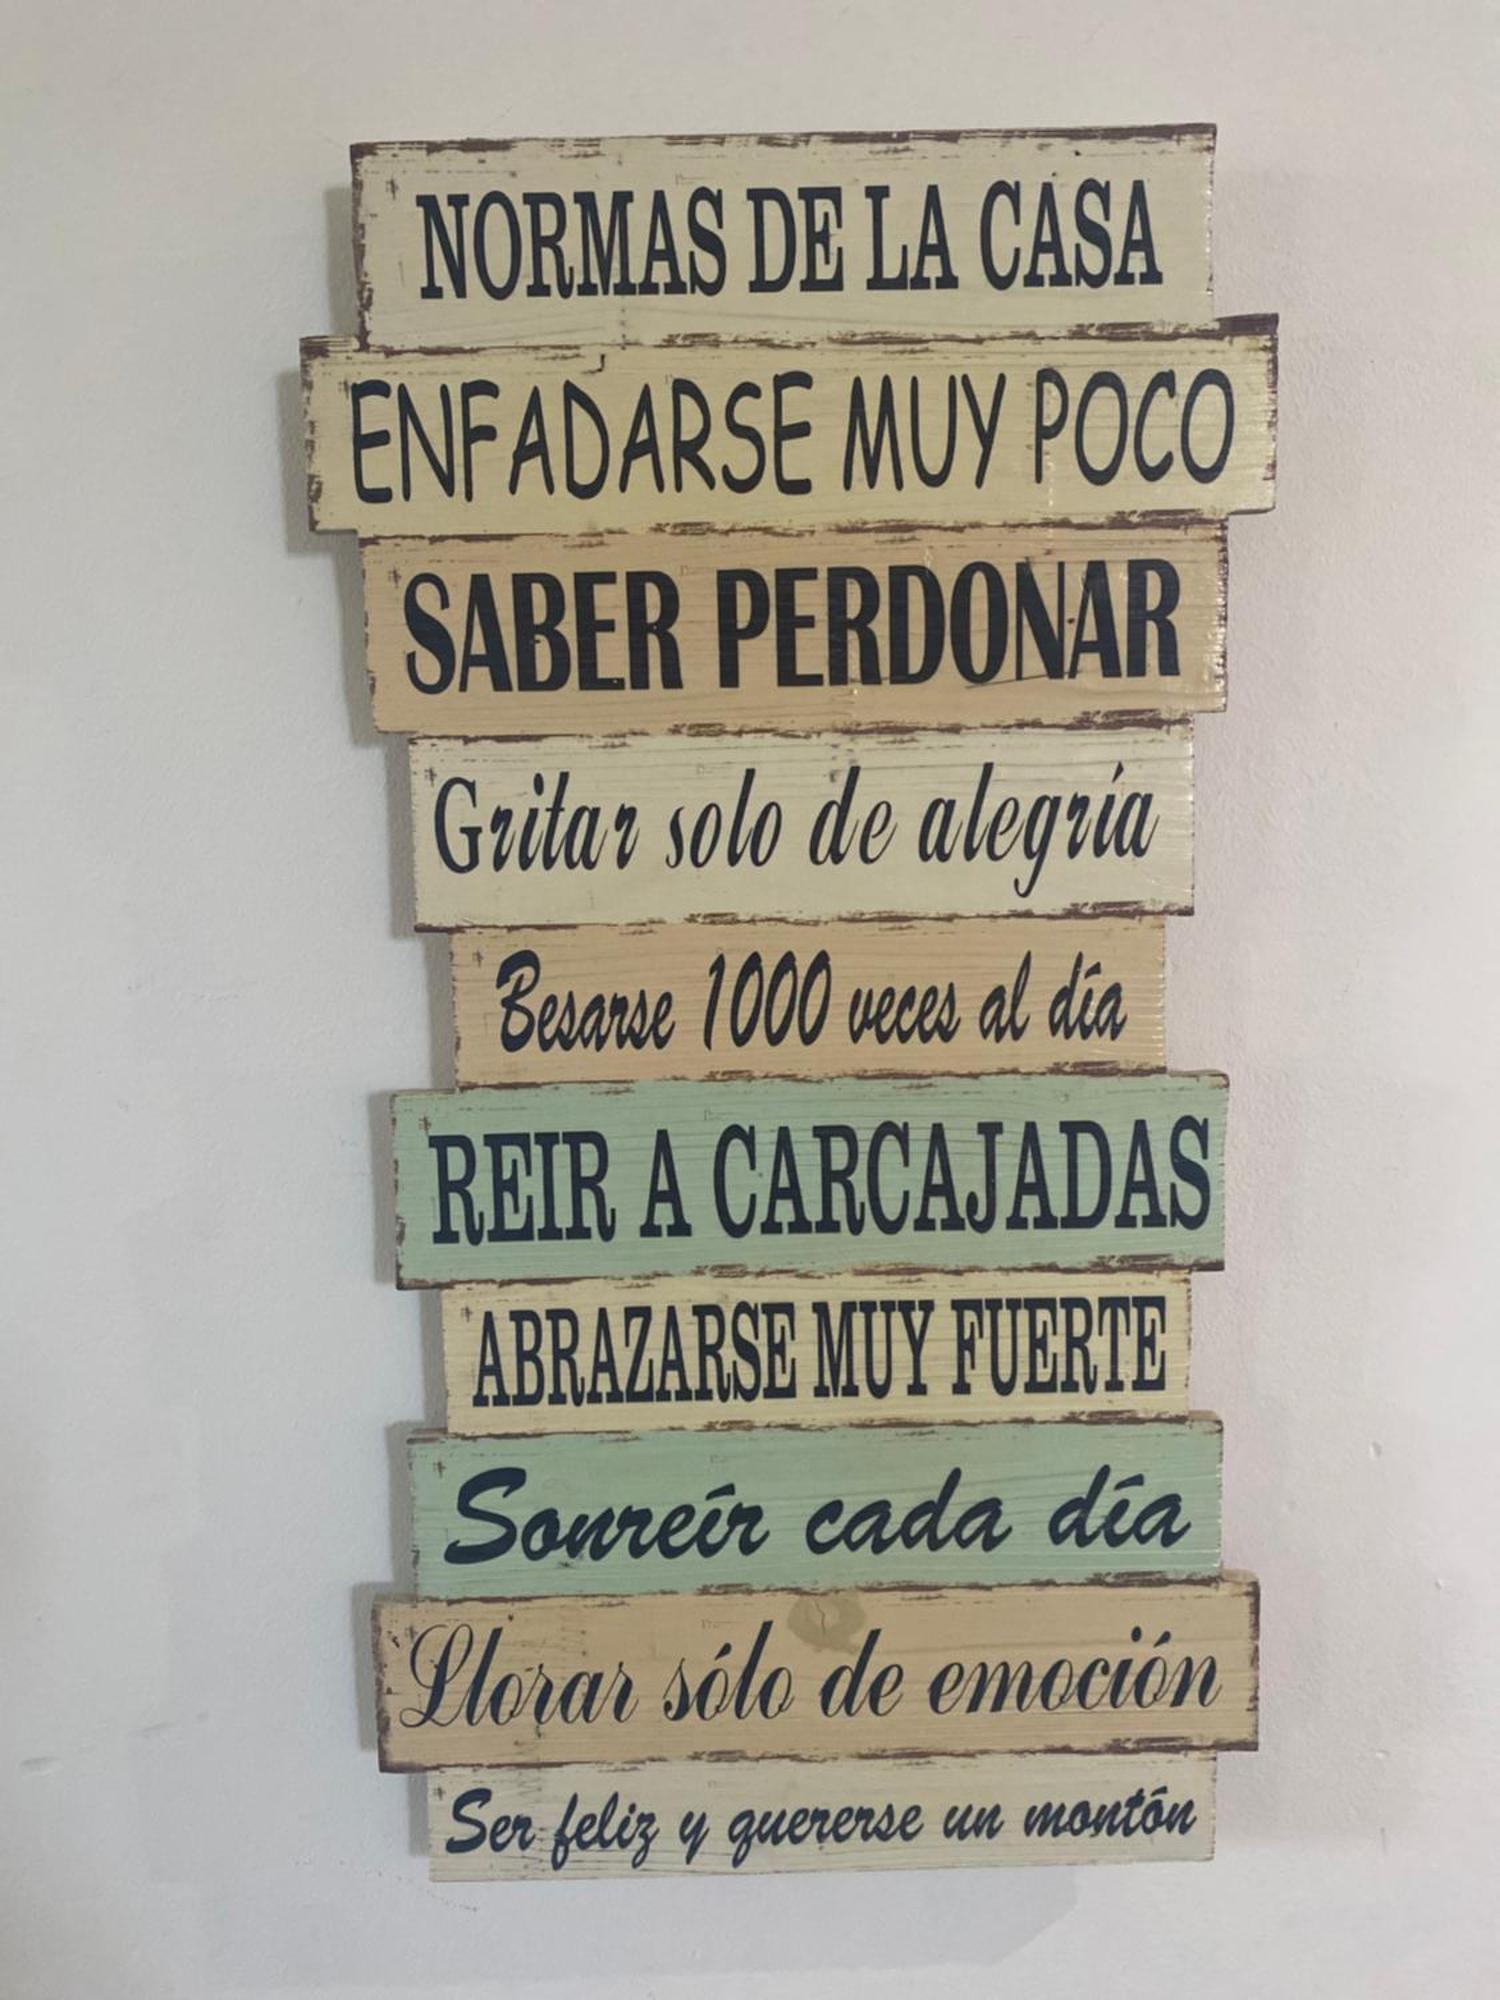 NORMAS DE LA CASA
ENFADARSE MUY POCO
SABER PERDONAR
Gritar solo de alegría
Besarse 1000 veces al día
REIR A CARCAJADAS
ABRAZARSE MUY FUERTE
Sonreír cada día
Llorar sólo de emoción
Ser feliz y quererse un montón